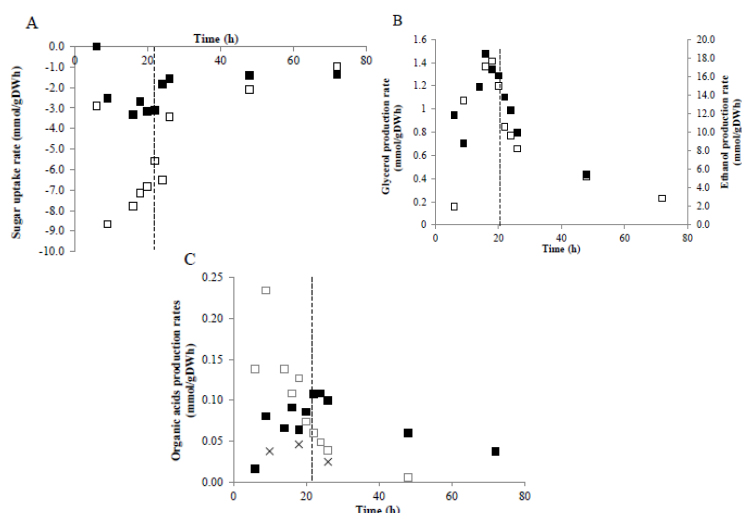 A
Time (h)
0 20 40 60 80
0.0
-1.0
-2.0
-3.0
-4.0
-5.0
-6.0
-7.0
-8.0
-9.0
-10.0
Sugar uptake rate (mmol/gDWh)
B
1.6
1.4
1.2
1
0.8
0.6
0.4
0.2
0
Glycerol production rate
(mmol/gDWh)
20.0
18.0
16.0
14.0
12.0
10.0
8.0
6.0
4.0
2.0
0.0
Ethanol production rate
(mmol/gDWh)
0 20 40 60 80
Time (h)
C
0.25
0.20
0.15
0.10
0.05
0.00
Organic acids production rates
(mmol/gDWh)
0 20 40 60 80
Time (h)